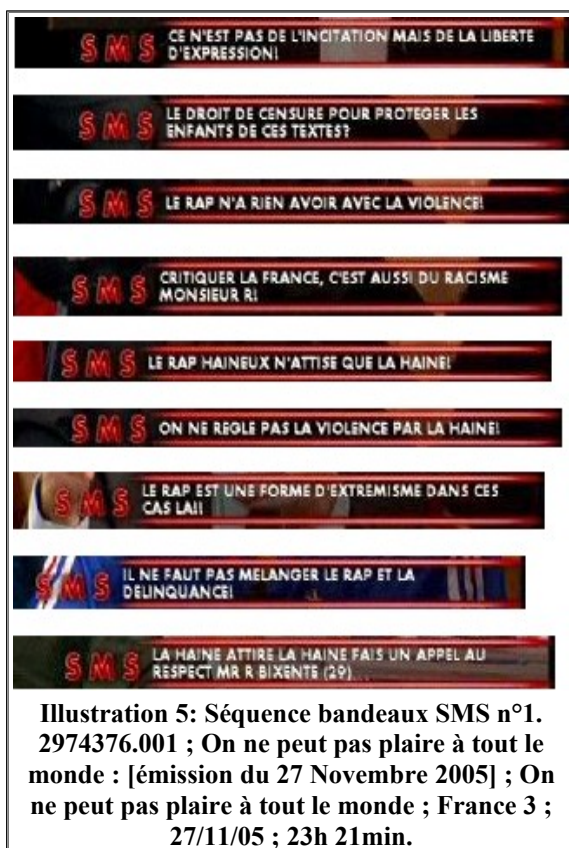 SMS CE N'EST PAS DE L'INCITATION MAIS DE LA LIBERTE
D'EXPRESSION!
SMS LE DROIT DE CENSURE POUR PROTEGER LES
ENFANTS DE CES TEXTES?
SMS LE RAP N'A RIEN AVOIR AVEC LA VIOLENCE!
SMS CRITIQUER LA FRANCE, C'EST AUSSI DU RACISME
MONSIEUR R!
SMS LE RAP HAINEUX N'ATTISE QUE LA HAINE!
SMS ON NE REGLE PAS LA VIOLENCE PAR LA HAINE!
SMS LE RAP EST UNE FORME D'EXTREMISME DANS CES
CAS LA!!
SMS IL NE FAUT PAS MELANGER LE RAP ET LA
DELINQUANCE!
SMS LA HAINE ATTIRE LA HAINE FAIS UN APPEL AU
RESPECT MR R BIXENTE (29)...
Illustration 5: Séquence bandeaux SMS n°1.
2974376.001 ; On ne peut pas plaire à tout le
monde : [émission du 27 Novembre 2005] ; On
ne peut pas plaire à tout le monde ; France 3 ;
27/11/05 ; 23h 21min.